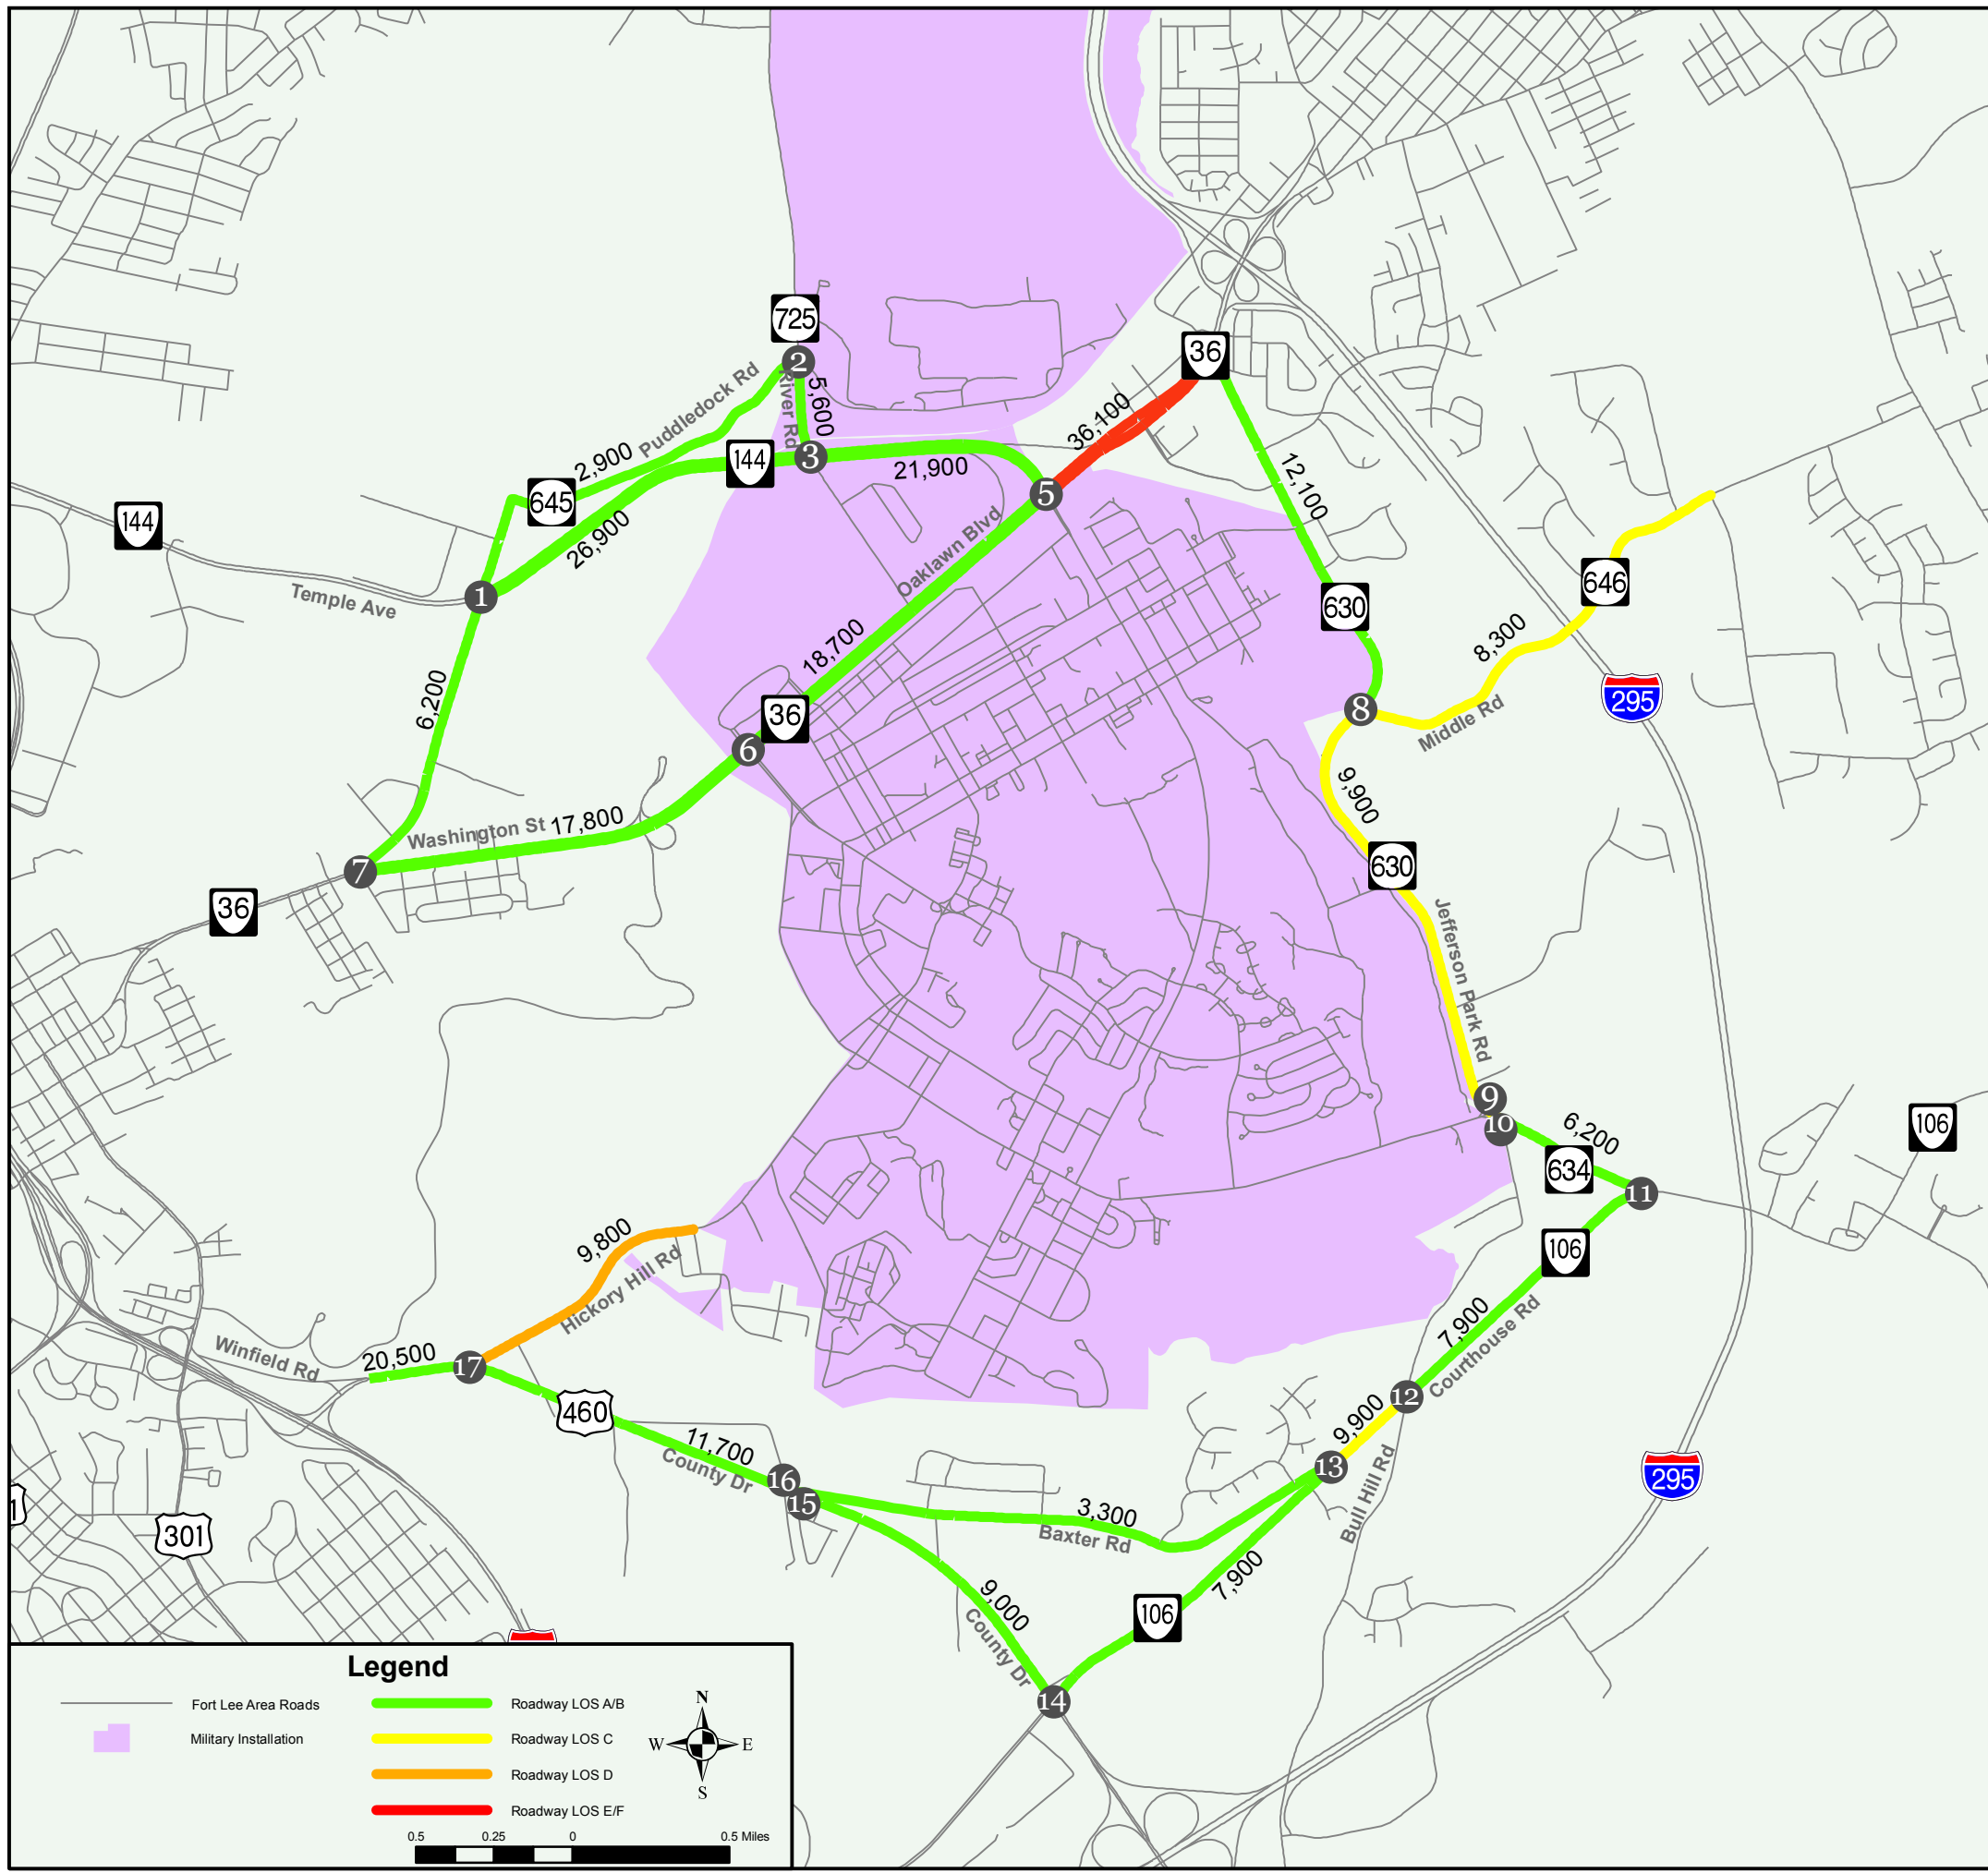 725
2
Puddledock Rd
River Rd
5,600
36
36,100
2,900
144
3
21,900
645
5
12,100
144
26,900
Oaklawn Blvd
646
Temple Ave
1
630
8,300
18,700
295
6,200
36
8
Middle Rd
6
9,900
Washington St
17,800
7
630
36
Jefferson Park Rd
9
10
6,200
106
634
11
9,800
Hickory Hill Rd
106
7,900
Courthouse Rd
Winfield Rd
20,500
17
12
460
9,900
11,700
County Dr
13
16
15
295
Bull Hill Rd
1
301
3,300
Baxter Rd
7,900
9,000
County Dr
106
14
Legend
Fort Lee Area Roads
Military Installation
Roadway LOS A/B
Roadway LOS C
Roadway LOS D
Roadway LOS E/F
N
W
E
S
0.5
0.25
0
0.5 Miles